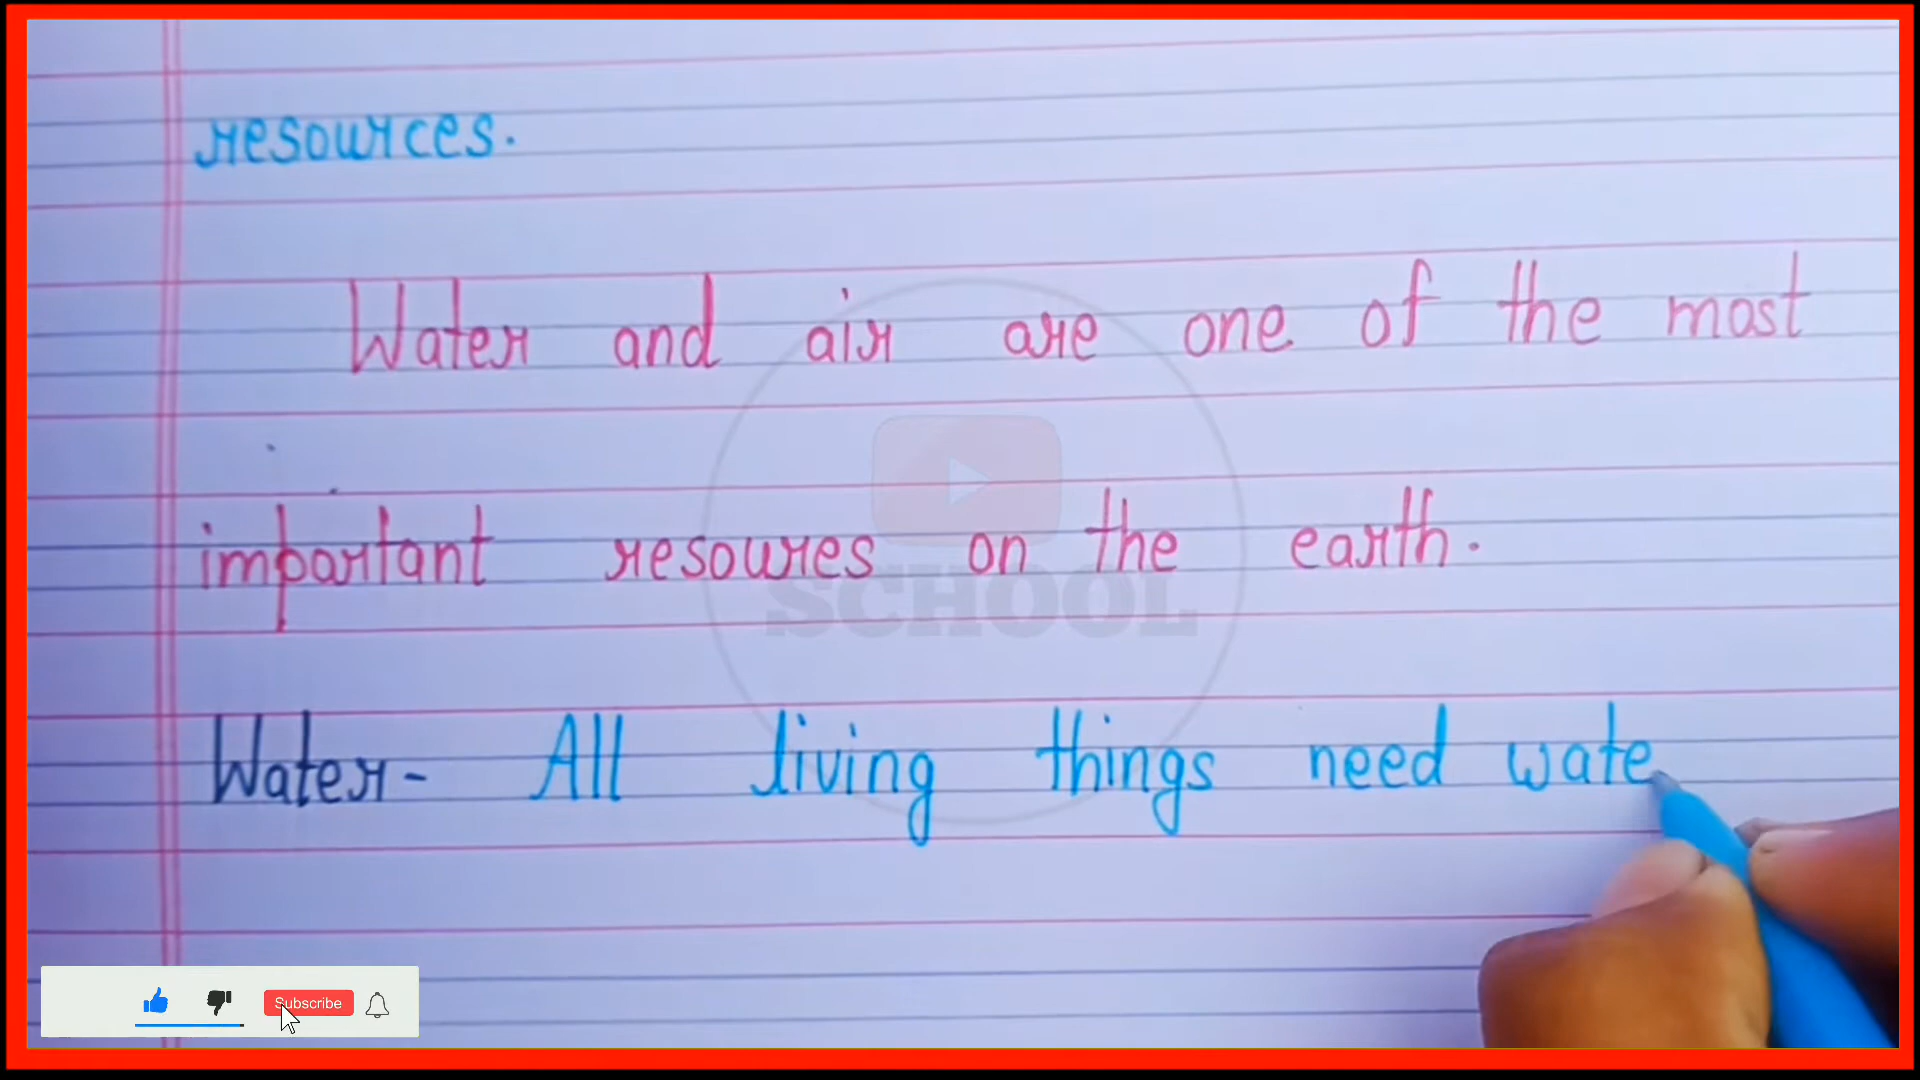 resources.
Water and air are one of the most
important resoures on the earth.
SCHOOL
Water- All living things need wate
Subscribe